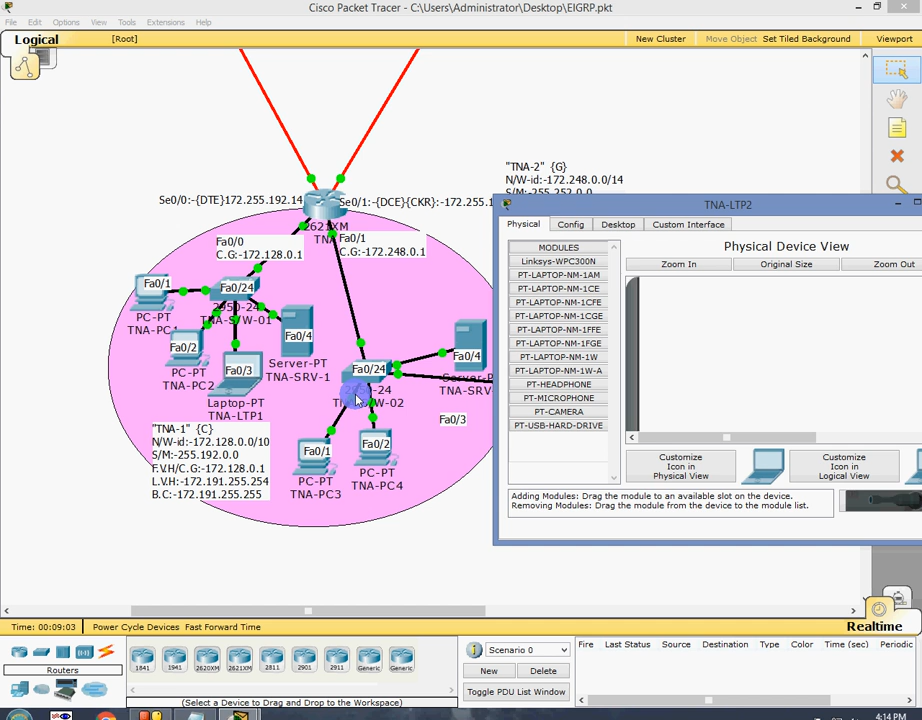 Cisco Packet Tracer - C:\Users\Administrator\Desktop\EIGRP.pkt
File Edit Options View Tools Extensions Help
Logical
[Root]
New Cluster
Move Object
Set Tiled Background
Viewport
"TNA-2" {G}
N/W-id:-172.248.0.0/14
S/M:-255.252.0.0
Se0/0:-{DTE}172.255.192.14
Se0/1:-{DCE}{CKR}:-172.255.1
2621XM
TNA
Fa0/0
C.G:-172.128.0.1
Fa0/1
C.G:-172.248.0.1
Fa0/1
PC-PT
TNA-PC1
Fa0/24
2950-24
TNA-S/W-01
Fa0/2
PC-PT
TNA-PC2
Fa0/3
Laptop-PT
TNA-LTP1
Fa0/4
Server-PT
TNA-SRV-1
Fa0/24
Fa0/4
TNA-SRV
Fa0/3
Fa0/1
PC-PT
TNA-PC3
Fa0/2
PC-PT
TNA-PC4
"TNA-1" {C}
N/W-id:-172.128.0.0/10
S/M:-255.192.0.0
F.V.H/C.G:-172.128.0.1
L.V.H:-172.191.255.254
B.C:-172.191.255.255
TNA-LTP2
Physical
Config
Desktop
Custom Interface
MODULES
Linksys-WPC300N
PT-LAPTOP-NM-1AM
PT-LAPTOP-NM-1CE
PT-LAPTOP-NM-1CFE
PT-LAPTOP-NM-1CGE
PT-LAPTOP-NM-1FFE
PT-LAPTOP-NM-1FGE
PT-LAPTOP-NM-1W
PT-LAPTOP-NM-1W-A
PT-HEADPHONE
PT-MICROPHONE
PT-CAMERA
PT-USB-HARD-DRIVE
Physical Device View
Zoom In
Original Size
Zoom Out
Customize
Icon in
Physical View
Customize
Icon in
Logical View
Adding Modules: Drag the module to an available slot on the device.
Removing Modules: Drag the module from the device to the module list.
Time: 00:09:03
Power Cycle Devices Fast Forward Time
Realtime
Routers
1841
1941
2620XM
2621XM
2811
2901
2911
Generic
Generic
(Select a Device to Drag and Drop to the Workspace)
Scenario 0
New
Delete
Toggle PDU List Window
Fire
Last Status
Source
Destination
Type
Color
Time (sec)
Periodic
4:14 PM